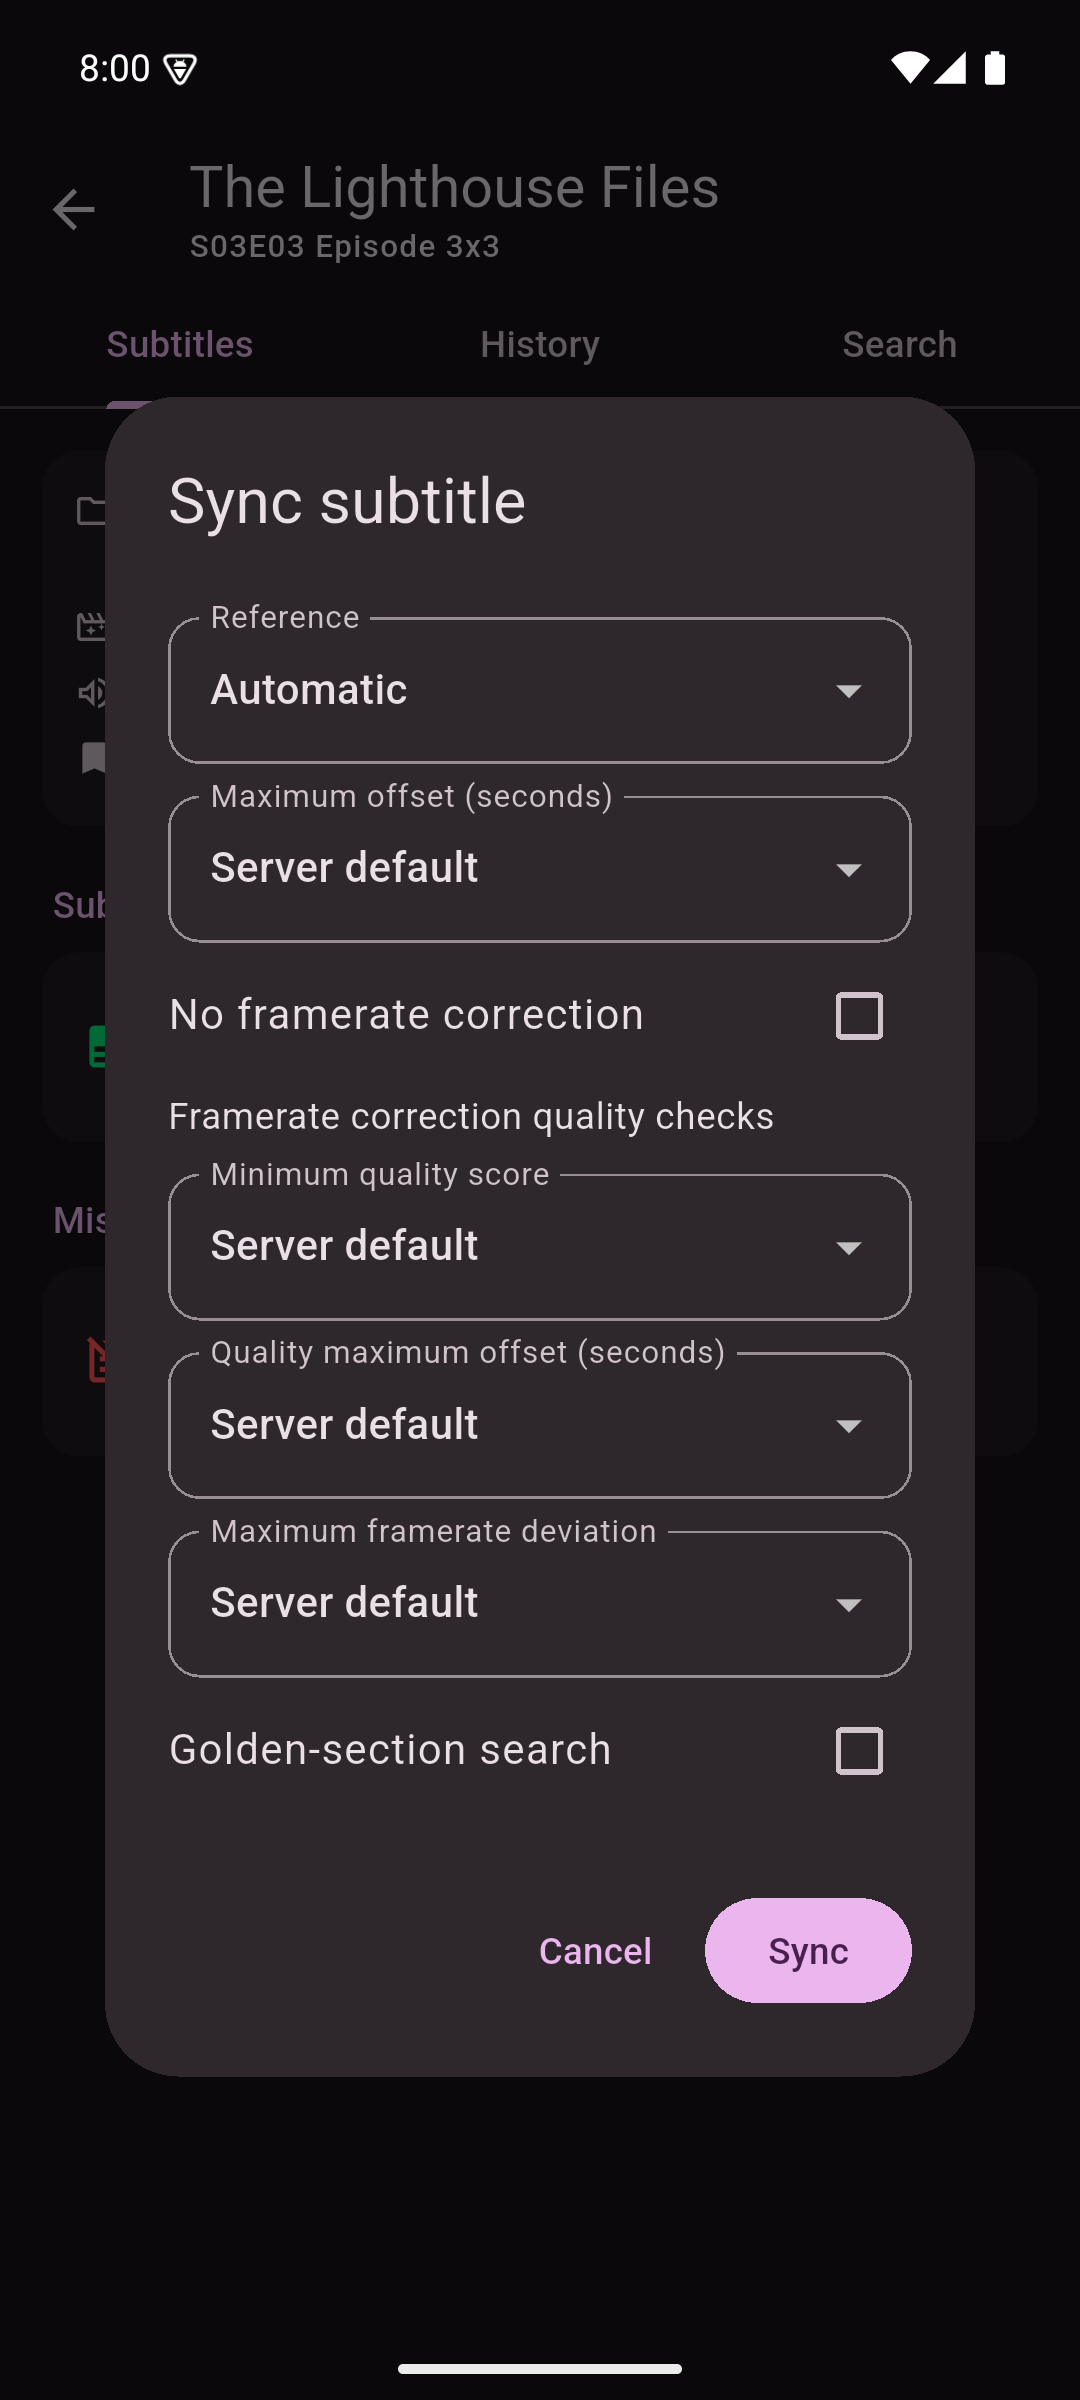 8:00
The Lighthouse Files
S03E03 Episode 3x3
Subtitles
History
Search
Sync subtitle
Reference
Automatic
Maximum offset (seconds)
Server default
Sub
No framerate correction
Framerate correction quality checks
Minimum quality score
Mis
Server default
Quality maximum offset (seconds)
Server default
Maximum framerate deviation
Server default
Golden-section search
Cancel
Sync